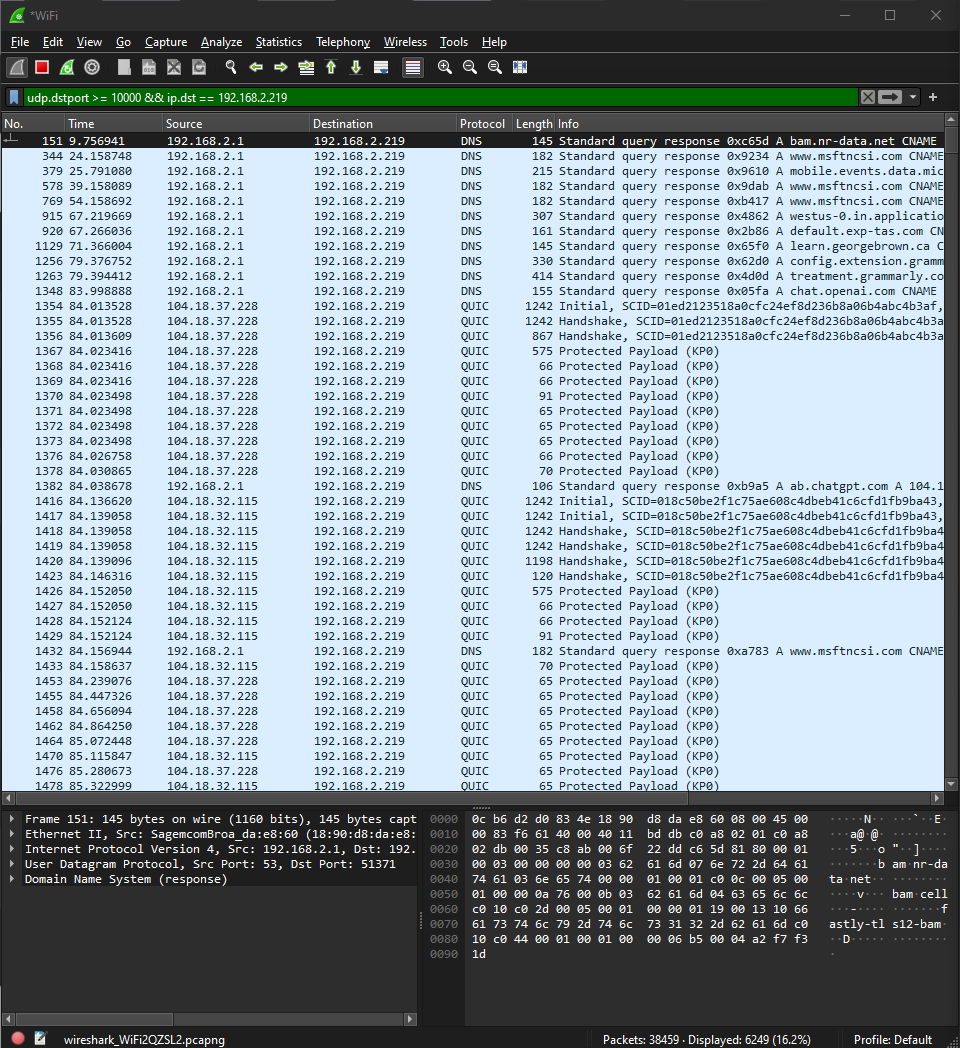 *WiFi
File Edit View Go Capture Analyze Statistics Telephony Wireless Tools Help
udp.dstport >= 10000 && ip.dst == 192.168.2.219
No. Time Source Destination Protocol Length Info
151 9.756941 192.168.2.1 192.168.2.219 DNS 145 Standard query response 0xc65d A bam.nr-data.net CNAME
344 24.158748 192.168.2.1 192.168.2.219 DNS 182 Standard query response 0x9234 A www.msftncsi.com CNAME
379 25.791080 192.168.2.1 192.168.2.219 DNS 215 Standard query response 0x9610 A mobile.events.data.mic
578 39.158089 192.168.2.1 192.168.2.219 DNS 182 Standard query response 0x9dab A www.msftncsi.com CNAME
769 54.158692 192.168.2.1 192.168.2.219 DNS 182 Standard query response 0xb417 A www.msftncsi.com CNAME
915 67.219669 192.168.2.1 192.168.2.219 DNS 307 Standard query response 0x4862 A westus-0.in.applicatio
920 67.266036 192.168.2.1 192.168.2.219 DNS 161 Standard query response 0x2b86 A default.exp-tas.com CN
1129 71.366004 192.168.2.1 192.168.2.219 DNS 145 Standard query response 0x65f0 A learn.georgebrown.ca C
1256 79.376752 192.168.2.1 192.168.2.219 DNS 330 Standard query response 0x62d0 A config.extension.gramm
1263 79.394412 192.168.2.1 192.168.2.219 DNS 414 Standard query response 0x4d0d A treatment.grammarly.co
1348 83.998888 192.168.2.1 192.168.2.219 DNS 155 Standard query response 0x05fa A chat.openai.com CNAME
1354 84.013528 104.18.37.228 192.168.2.219 QUIC 1242 Initial, SCID=01ed2123518a0cfc24ef8d236b8a06b4abc4b3af,
1355 84.013528 104.18.37.228 192.168.2.219 QUIC 1242 Handshake, SCID=01ed2123518a0cfc24ef8d236b8a06b4abc4b3a
1356 84.013609 104.18.37.228 192.168.2.219 QUIC 867 Handshake, SCID=01ed2123518a0cfc24ef8d236b8a06b4abc4b3a
1367 84.023416 104.18.37.228 192.168.2.219 QUIC 575 Protected Payload (KP0)
1368 84.023416 104.18.37.228 192.168.2.219 QUIC 66 Protected Payload (KP0)
1369 84.023416 104.18.37.228 192.168.2.219 QUIC 66 Protected Payload (KP0)
1370 84.023498 104.18.37.228 192.168.2.219 QUIC 91 Protected Payload (KP0)
1371 84.023498 104.18.37.228 192.168.2.219 QUIC 65 Protected Payload (KP0)
1372 84.023498 104.18.37.228 192.168.2.219 QUIC 65 Protected Payload (KP0)
1373 84.023498 104.18.37.228 192.168.2.219 QUIC 65 Protected Payload (KP0)
1376 84.026758 104.18.37.228 192.168.2.219 QUIC 66 Protected Payload (KP0)
1378 84.030865 104.18.37.228 192.168.2.219 QUIC 70 Protected Payload (KP0)
1382 84.038678 192.168.2.1 192.168.2.219 DNS 106 Standard query response 0xb9a5 A ab.chatgpt.com A 104.1
1416 84.136620 104.18.32.115 192.168.2.219 QUIC 1242 Initial, SCID=018c50be2f1c75ae608c4dbeb41c6cfd1fb9ba43,
1417 84.139058 104.18.32.115 192.168.2.219 QUIC 1242 Initial, SCID=018c50be2f1c75ae608c4dbeb41c6cfd1fb9ba43,
1418 84.139058 104.18.32.115 192.168.2.219 QUIC 1242 Handshake, SCID=018c50be2f1c75ae608c4dbeb41c6cfd1fb9ba4
1419 84.139058 104.18.32.115 192.168.2.219 QUIC 1242 Handshake, SCID=018c50be2f1c75ae608c4dbeb41c6cfd1fb9ba4
1420 84.139096 104.18.32.115 192.168.2.219 QUIC 1198 Handshake, SCID=018c50be2f1c75ae608c4dbeb41c6cfd1fb9ba4
1423 84.146316 104.18.32.115 192.168.2.219 QUIC 120 Handshake, SCID=018c50be2f1c75ae608c4dbeb41c6cfd1fb9ba4
1426 84.152050 104.18.32.115 192.168.2.219 QUIC 575 Protected Payload (KP0)
1427 84.152050 104.18.32.115 192.168.2.219 QUIC 66 Protected Payload (KP0)
1428 84.152124 104.18.32.115 192.168.2.219 QUIC 66 Protected Payload (KP0)
1429 84.152124 104.18.32.115 192.168.2.219 QUIC 91 Protected Payload (KP0)
1432 84.156944 192.168.2.1 192.168.2.219 DNS 182 Standard query response 0xa783 A www.msftncsi.com CNAME
1433 84.158637 104.18.32.115 192.168.2.219 QUIC 70 Protected Payload (KP0)
1453 84.239076 104.18.37.228 192.168.2.219 QUIC 65 Protected Payload (KP0)
1455 84.447326 104.18.37.228 192.168.2.219 QUIC 65 Protected Payload (KP0)
1458 84.656094 104.18.37.228 192.168.2.219 QUIC 65 Protected Payload (KP0)
1462 84.864250 104.18.37.228 192.168.2.219 QUIC 65 Protected Payload (KP0)
1464 85.072448 104.18.37.228 192.168.2.219 QUIC 65 Protected Payload (KP0)
1470 85.115847 104.18.32.115 192.168.2.219 QUIC 65 Protected Payload (KP0)
1476 85.280673 104.18.37.228 192.168.2.219 QUIC 65 Protected Payload (KP0)
1478 85.322999 104.18.32.115 192.168.2.219 QUIC 65 Protected Payload (KP0)
Frame 151: 145 bytes on wire (1160 bits), 145 bytes capt
Ethernet II, Src: SagemcomBroa_da:e8:60 (18:90:d8:da:e8:
Internet Protocol Version 4, Src: 192.168.2.1, Dst: 192.
User Datagram Protocol, Src Port: 53, Dst Port: 51371
Domain Name System (response)
0000 0c b6 d2 d0 83 4e 18 90 d8 da e8 60 08 00 45 00 ·····N·· ···`··E·
0010 00 83 f6 61 40 00 40 11 bd db c0 a8 02 01 c0 a8 ···a@·@· ········
0020 02 db 00 35 c8 ab 00 6f 22 dd c6 5d 81 80 00 01 ···5···o "··]····
0030 00 03 00 00 00 00 03 62 61 6d 07 6e 72 2d 64 61 ·······b am·nr-da
0040 74 61 03 6e 65 74 00 00 01 00 01 c0 0c 00 05 00 ta·net·· ········
0050 01 00 00 0a 76 00 0b 03 62 61 6d 04 63 65 6c 6c ····v··· bam·cell
0060 c0 10 c0 2d 00 05 00 01 00 00 01 19 00 13 10 66 ···-···· ·······f
0070 61 73 74 6c 79 2d 74 6c 73 31 32 2d 62 61 6d c0 astly-tl s12-bam·
0080 10 c0 44 00 01 00 01 00 00 06 b5 00 04 a2 f7 f3 ··D····· ········
0090 1d ·
wireshark_WiFi2QZSL2.pcapng Packets: 38459 · Displayed: 6249 (16.2%) Profile: Default